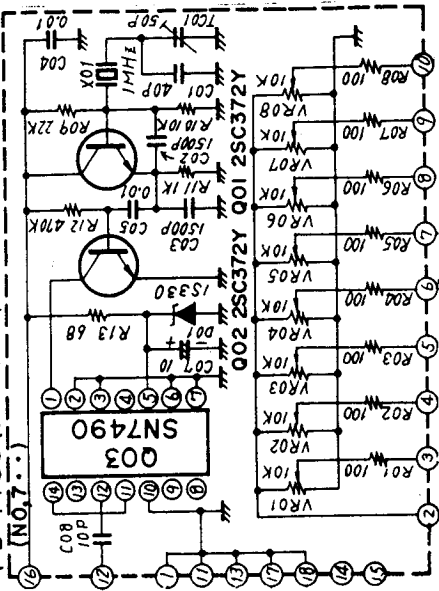 (NO,7..)
16
12
1
11
13
17
18
14
15
C08
10P
14
13
12
11
10
9
8
Q03
SN7490
1
2
3
4
5
6
7
R13
68
C07
10
+
−
D01
1S330
R12 470K
C05
0.01
C03
1500P
R11 1K
C02
1500P
R10 10K
R09 22K
C04
0.01
X01
1MHz
C01
40P
TC01
50P
Q02 2SC372Y
Q01 2SC372Y
VR01
10K
VR02
10K
VR03
10K
VR04
10K
VR05
10K
VR06
10K
VR07
10K
VR08
10K
R01
100
R02
100
R03
100
R04
100
R05
100
R06
100
R07
100
R08
100
2
3
4
5
6
7
8
9
10